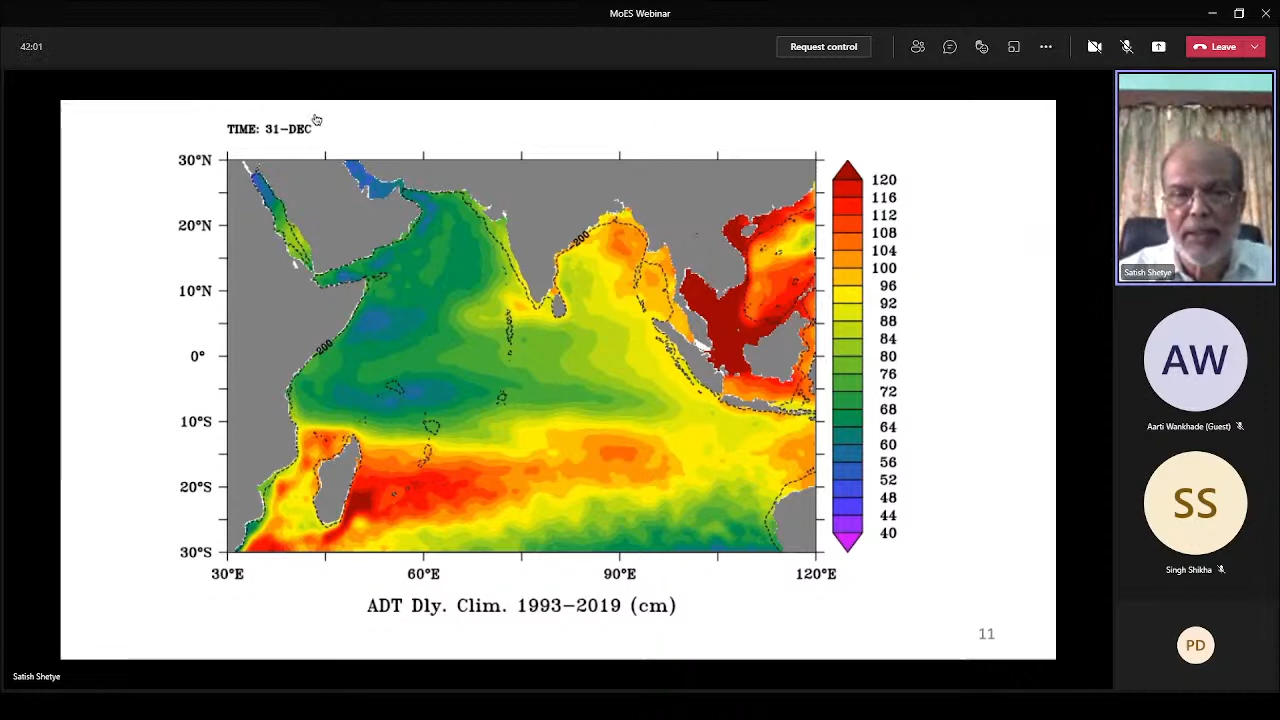 MoES Webinar
42:01
Request control
Leave
TIME: 31-DEC
30°N
20°N
10°N
0°
10°S
20°S
30°S
30°E
60°E
90°E
120°E
200
200
120
116
112
108
104
100
96
92
88
84
80
76
72
68
64
60
56
52
48
44
40
ADT Dly. Clim. 1993-2019 (cm)
11
Satish Shetye
Satish Shetye
AW
Aarti Wankhade (Guest)
SS
Singh Shikha
PD